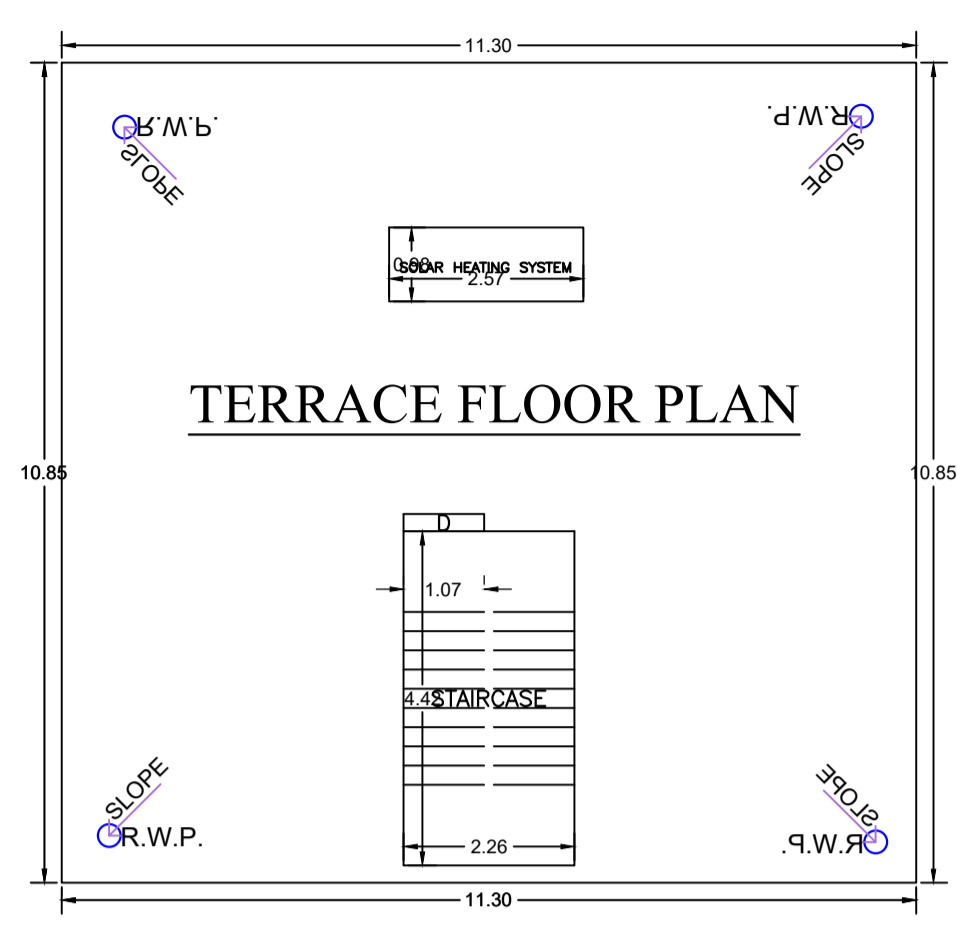 11.30
R.W.P.
R.W.P.
SLOPE
SLOPE
0.98
SOLAR HEATING SYSTEM
2.57
TERRACE FLOOR PLAN
10.85
10.85
D
1.07
4.42
STAIRCASE
SLOPE
SLOPE
R.W.P.
R.W.P.
2.26
11.30